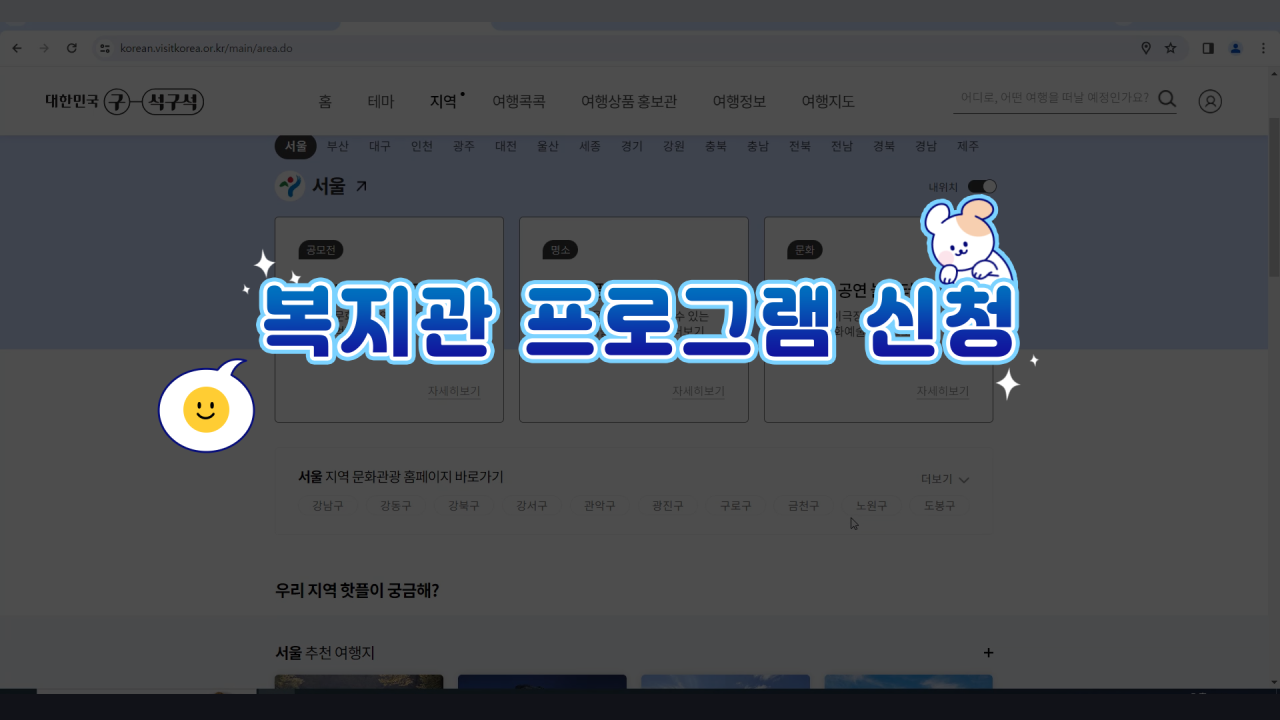 korean.visitkorea.or.kr/main/area.do
대한민국 구석구석
홈 테마 지역 여행콕콕 여행상품 홍보관 여행정보 여행지도
어디로, 어떤 여행을 떠날 예정인가요?
서울 부산 대구 인천 광주 대전 울산 세종 경기 강원 충북 충남 전북 전남 경북 경남 제주
서울
내위치
공모전 명소 문화
복지관 프로그램 신청
자세히보기 자세히보기 자세히보기
서울 지역 문화관광 홈페이지 바로가기
더보기
강남구 강동구 강북구 강서구 관악구 광진구 구로구 금천구 노원구 도봉구
우리 지역 핫플이 궁금해?
서울 추천 여행지